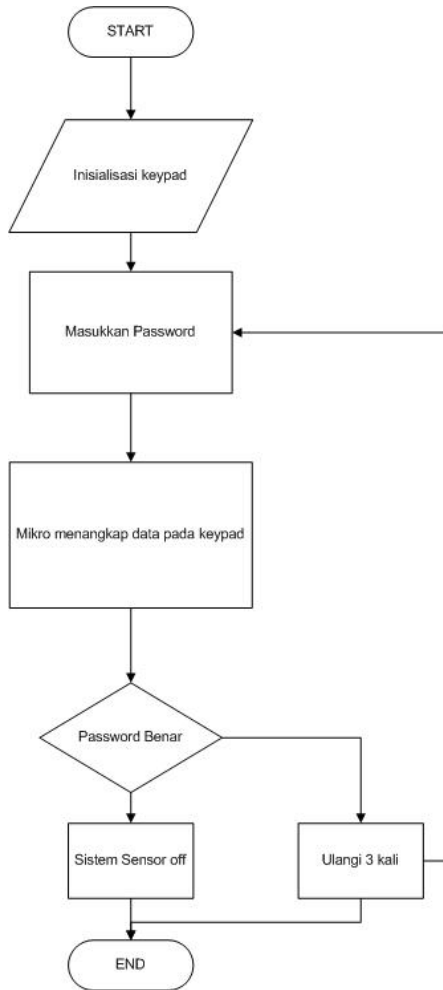 START
Inisialisasi keypad
Masukkan Password
Mikro menangkap data pada keypad
Password Benar
Sistem Sensor off
Ulangi 3 kali
END